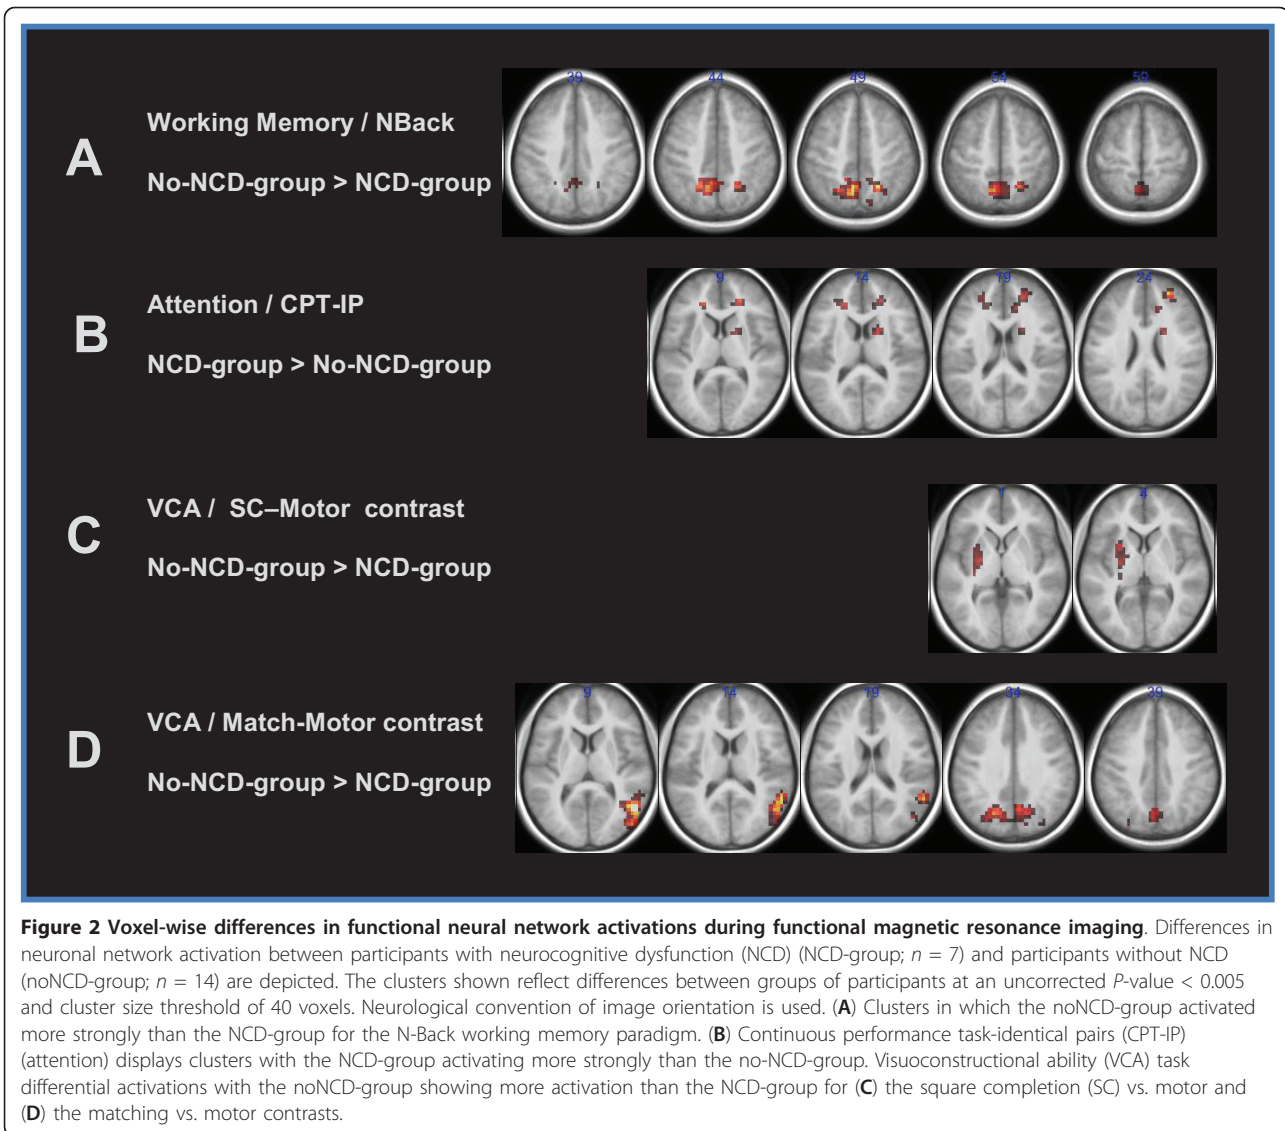 39 44 49 54 59
A
Working Memory / NBack
No-NCD-group > NCD-group
9 14 19 24
B
Attention / CPT-IP
NCD-group > No-NCD-group
1 4
C
VCA / SC–Motor contrast
No-NCD-group > NCD-group
9 14 19 34 39
D
VCA / Match-Motor contrast
No-NCD-group > NCD-group
Figure 2 Voxel-wise differences in functional neural network activations during functional magnetic resonance imaging. Differences in
neuronal network activation between participants with neurocognitive dysfunction (NCD) (NCD-group; n = 7) and participants without NCD
(noNCD-group; n = 14) are depicted. The clusters shown reflect differences between groups of participants at an uncorrected P-value < 0.005
and cluster size threshold of 40 voxels. Neurological convention of image orientation is used. (A) Clusters in which the noNCD-group activated
more strongly than the NCD-group for the N-Back working memory paradigm. (B) Continuous performance task-identical pairs (CPT-IP)
(attention) displays clusters with the NCD-group activating more strongly than the no-NCD-group. Visuoconstructional ability (VCA) task
differential activations with the noNCD-group showing more activation than the NCD-group for (C) the square completion (SC) vs. motor and
(D) the matching vs. motor contrasts.